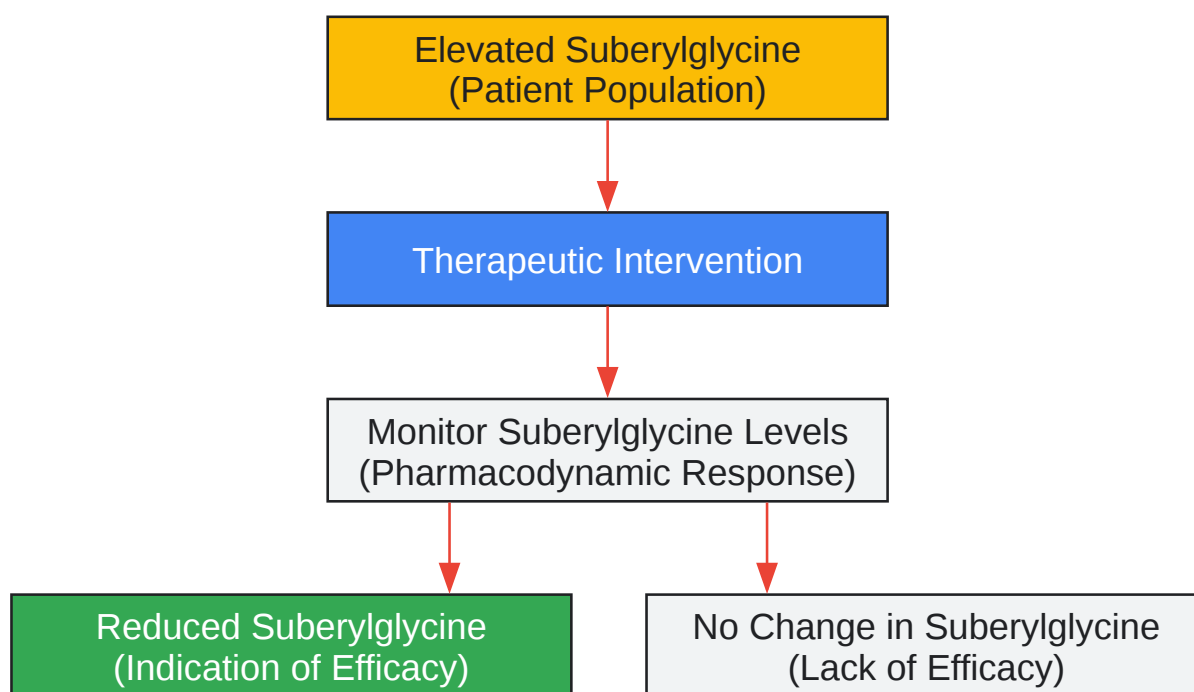 Elevated Suberylglycine
(Patient Population)
Therapeutic Intervention
Monitor Suberylglycine Levels
(Pharmacodynamic Response)
Reduced Suberylglycine
(Indication of Efficacy)
No Change in Suberylglycine
(Lack of Efficacy)